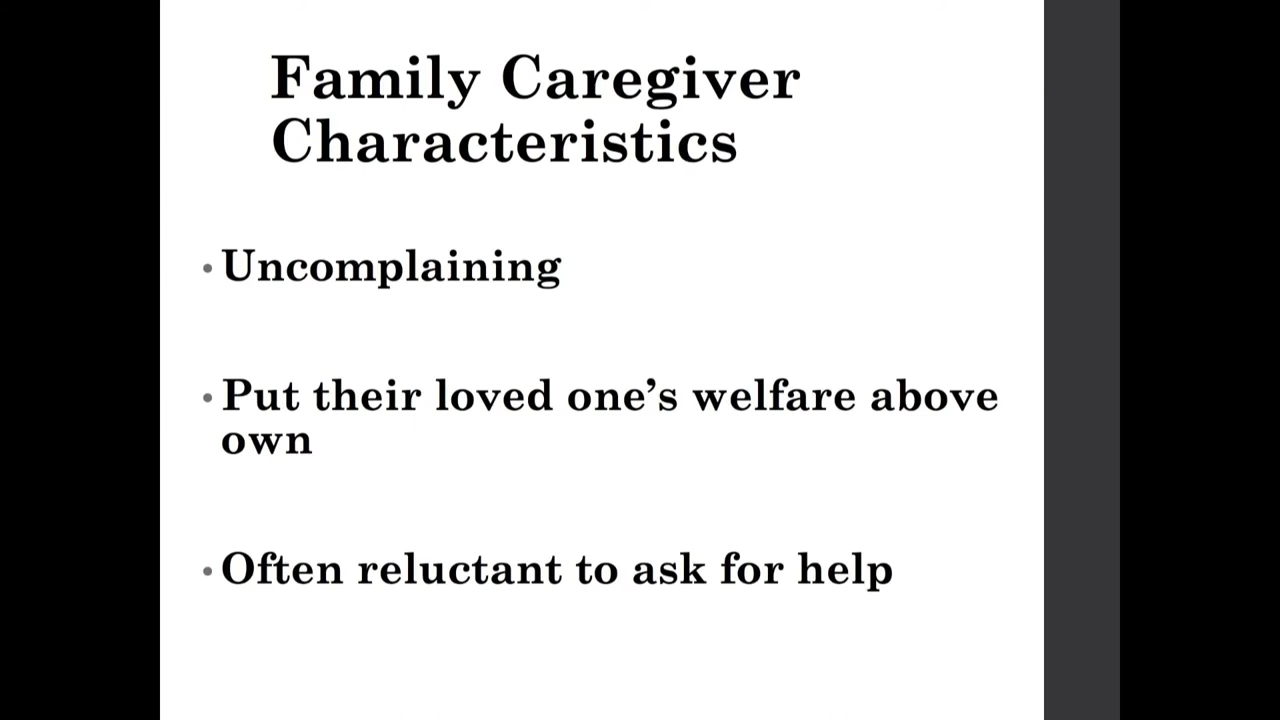 Family Caregiver
Characteristics
• Uncomplaining
• Put their loved one’s welfare above
own
• Often reluctant to ask for help